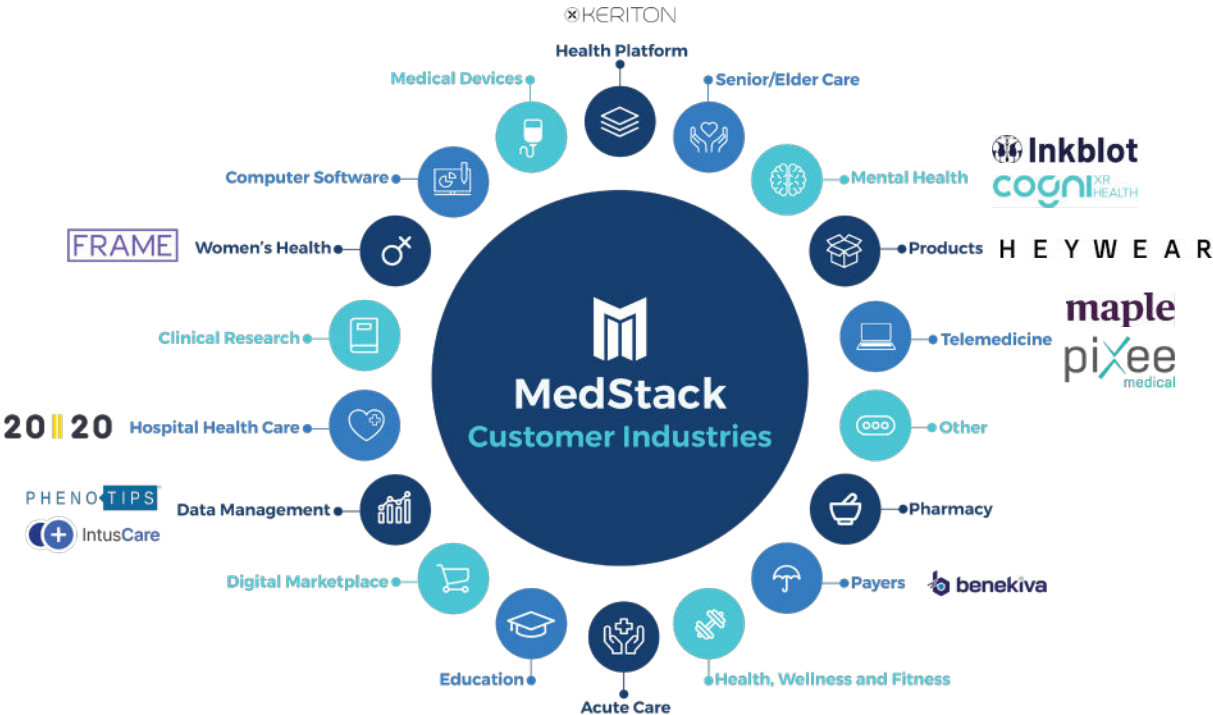 KERITON
Health Platform
Medical Devices
Senior/Elder Care
Inkblot
Computer Software
Mental Health
COGNI XR HEALTH
FRAME
Women's Health
Products
HEYWEAR
maple
Clinical Research
Telemedicine
pixee
medical
MedStack
Customer Industries
20 20
Hospital Health Care
Other
PHENOTIPS
Data Management
IntusCare
Pharmacy
Digital Marketplace
Payers
benekiva
Education
Health, Wellness and Fitness
Acute Care